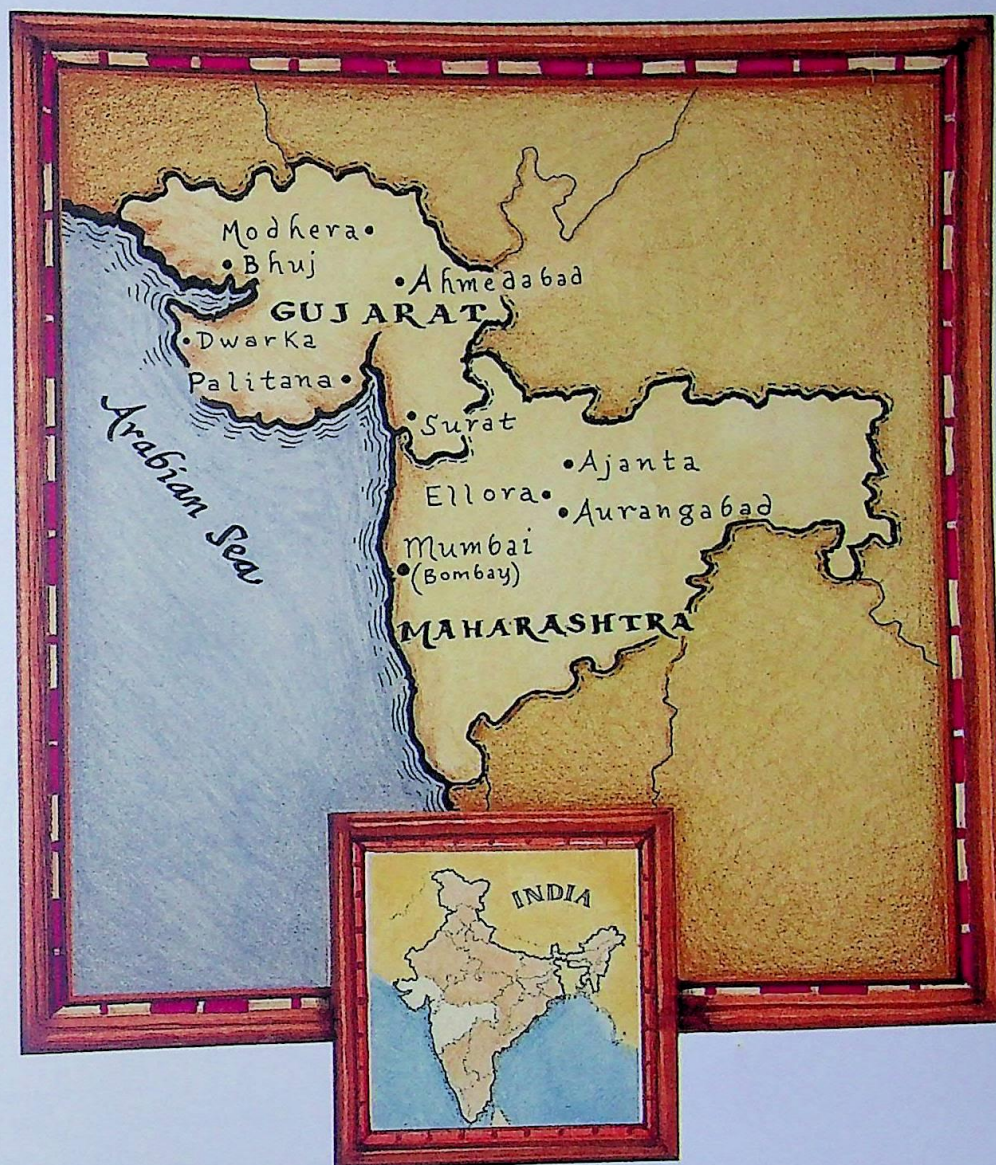 Modhera
Bhuj
Ahmedabad
GUJARAT
Dwarka
Palitana
Arabian Sea
Surat
Ajanta
Ellora
Aurangabad
Mumbai
(Bombay)
MAHARASHTRA
INDIA